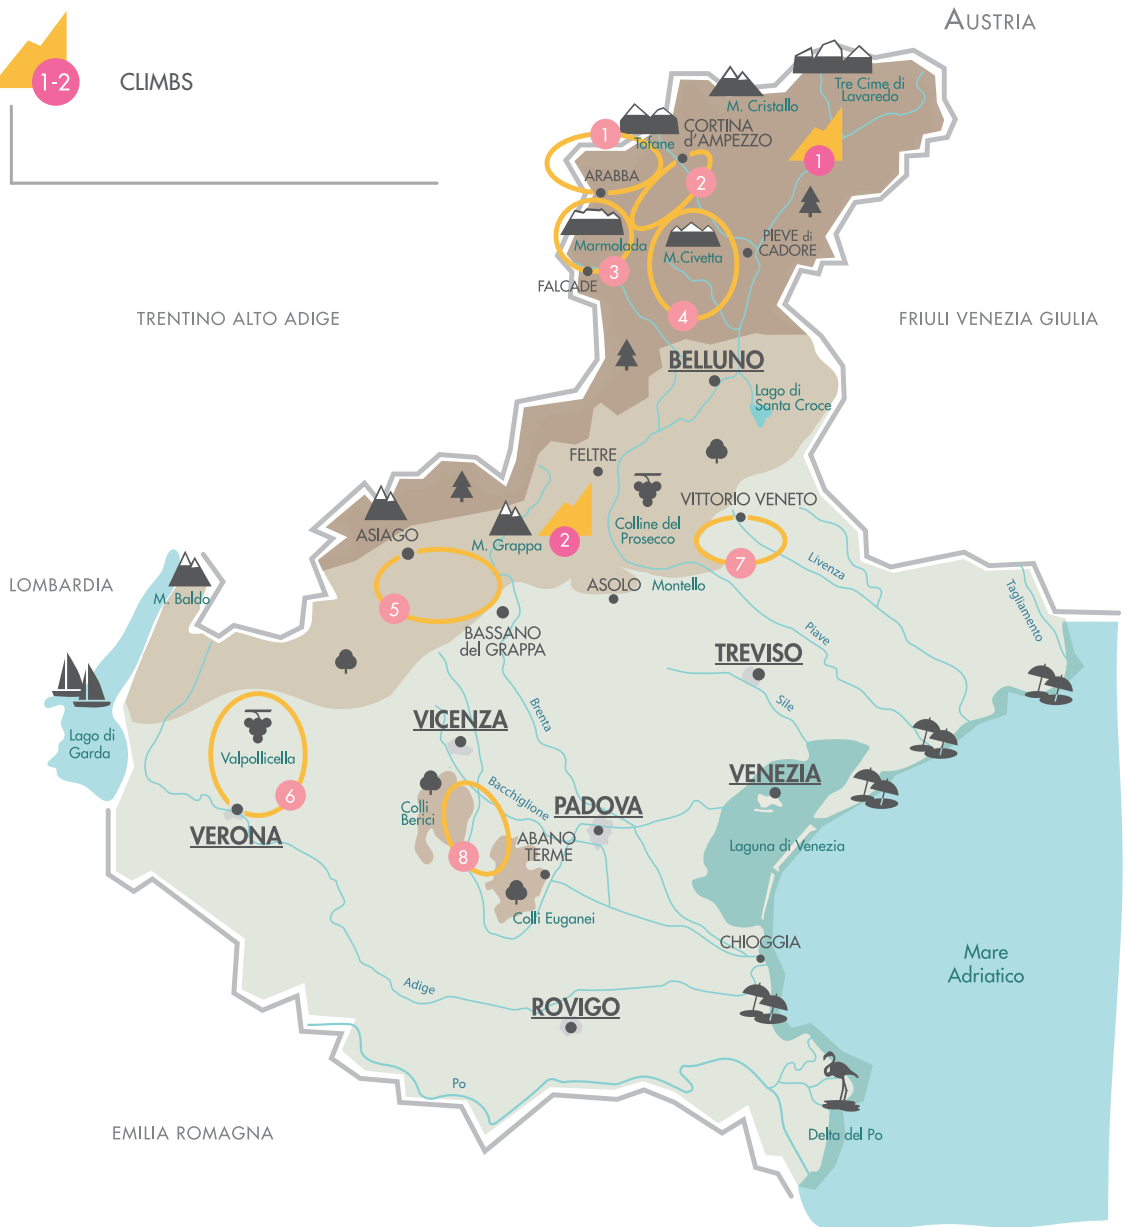 AUSTRIA
1-2
CLIMBS
Tre Cime di
Lavaredo
M. Cristallo
Tofane
CORTINA
d'AMPEZZO
1
1
ARABBA
2
Marmolada
M.Civetta
PIEVE di
CADORE
3
FALCADE
4
TRENTINO ALTO ADIGE
FRIULI VENEZIA GIULIA
BELLUNO
Lago di
Santa Croce
FELTRE
VITTORIO VENETO
Colline del
Prosecco
ASIAGO
M. Grappa
2
7
Livenza
LOMBARDIA
M. Baldo
5
ASOLO
Montello
Tagliamento
BASSANO
del GRAPPA
Piave
TREVISO
Sile
Brenta
VICENZA
Lago di
Garda
Valpollicella
VENEZIA
6
Bacchiglione
Colli
Berici
PADOVA
VERONA
ABANO
TERME
8
Laguna di Venezia
Colli Euganei
CHIOGGIA
Mare
Adriatico
Adige
ROVIGO
Po
EMILIA ROMAGNA
Delta del Po